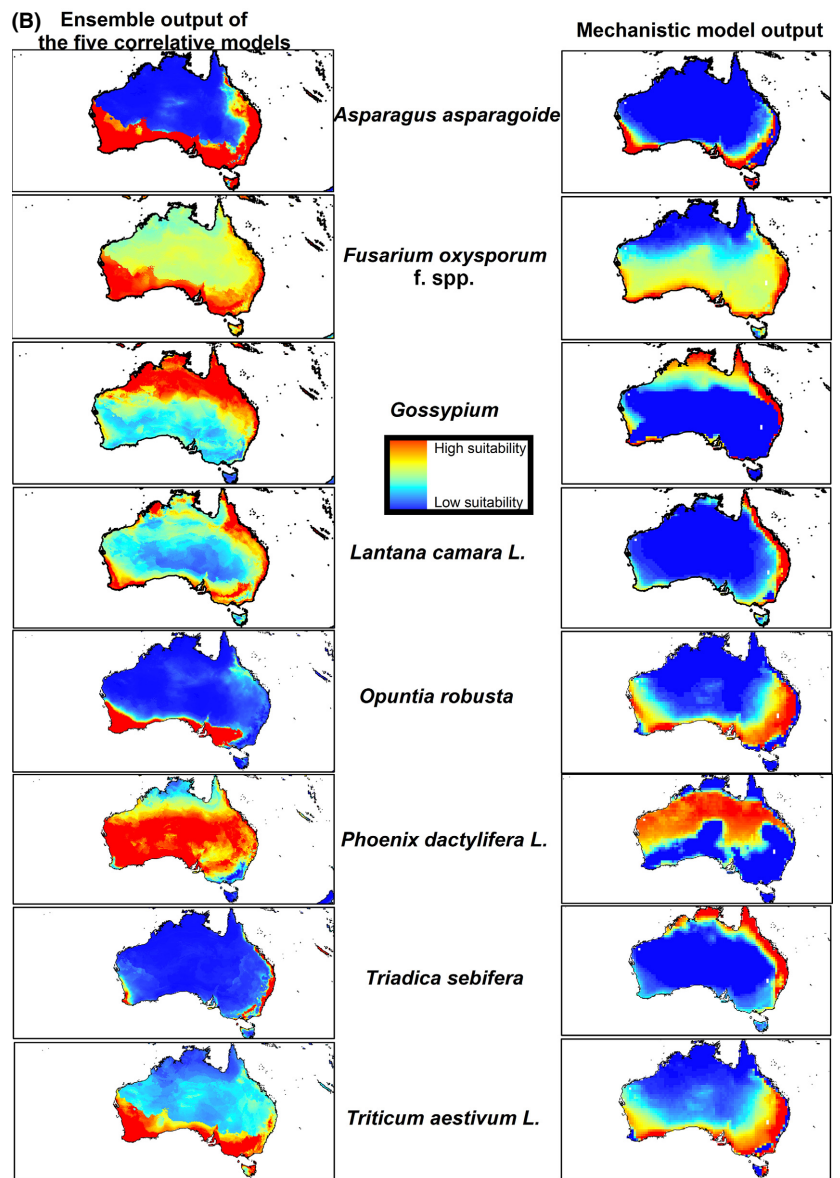 (B)
Ensemble output of
the five correlative models
Mechanistic model output
Asparagus asparagoide
Fusarium oxysporum
f. spp.
Gossypium
High suitability
Low suitability
Lantana camara L.
Opuntia robusta
Phoenix dactylifera L.
Triadica sebifera
Triticum aestivum L.